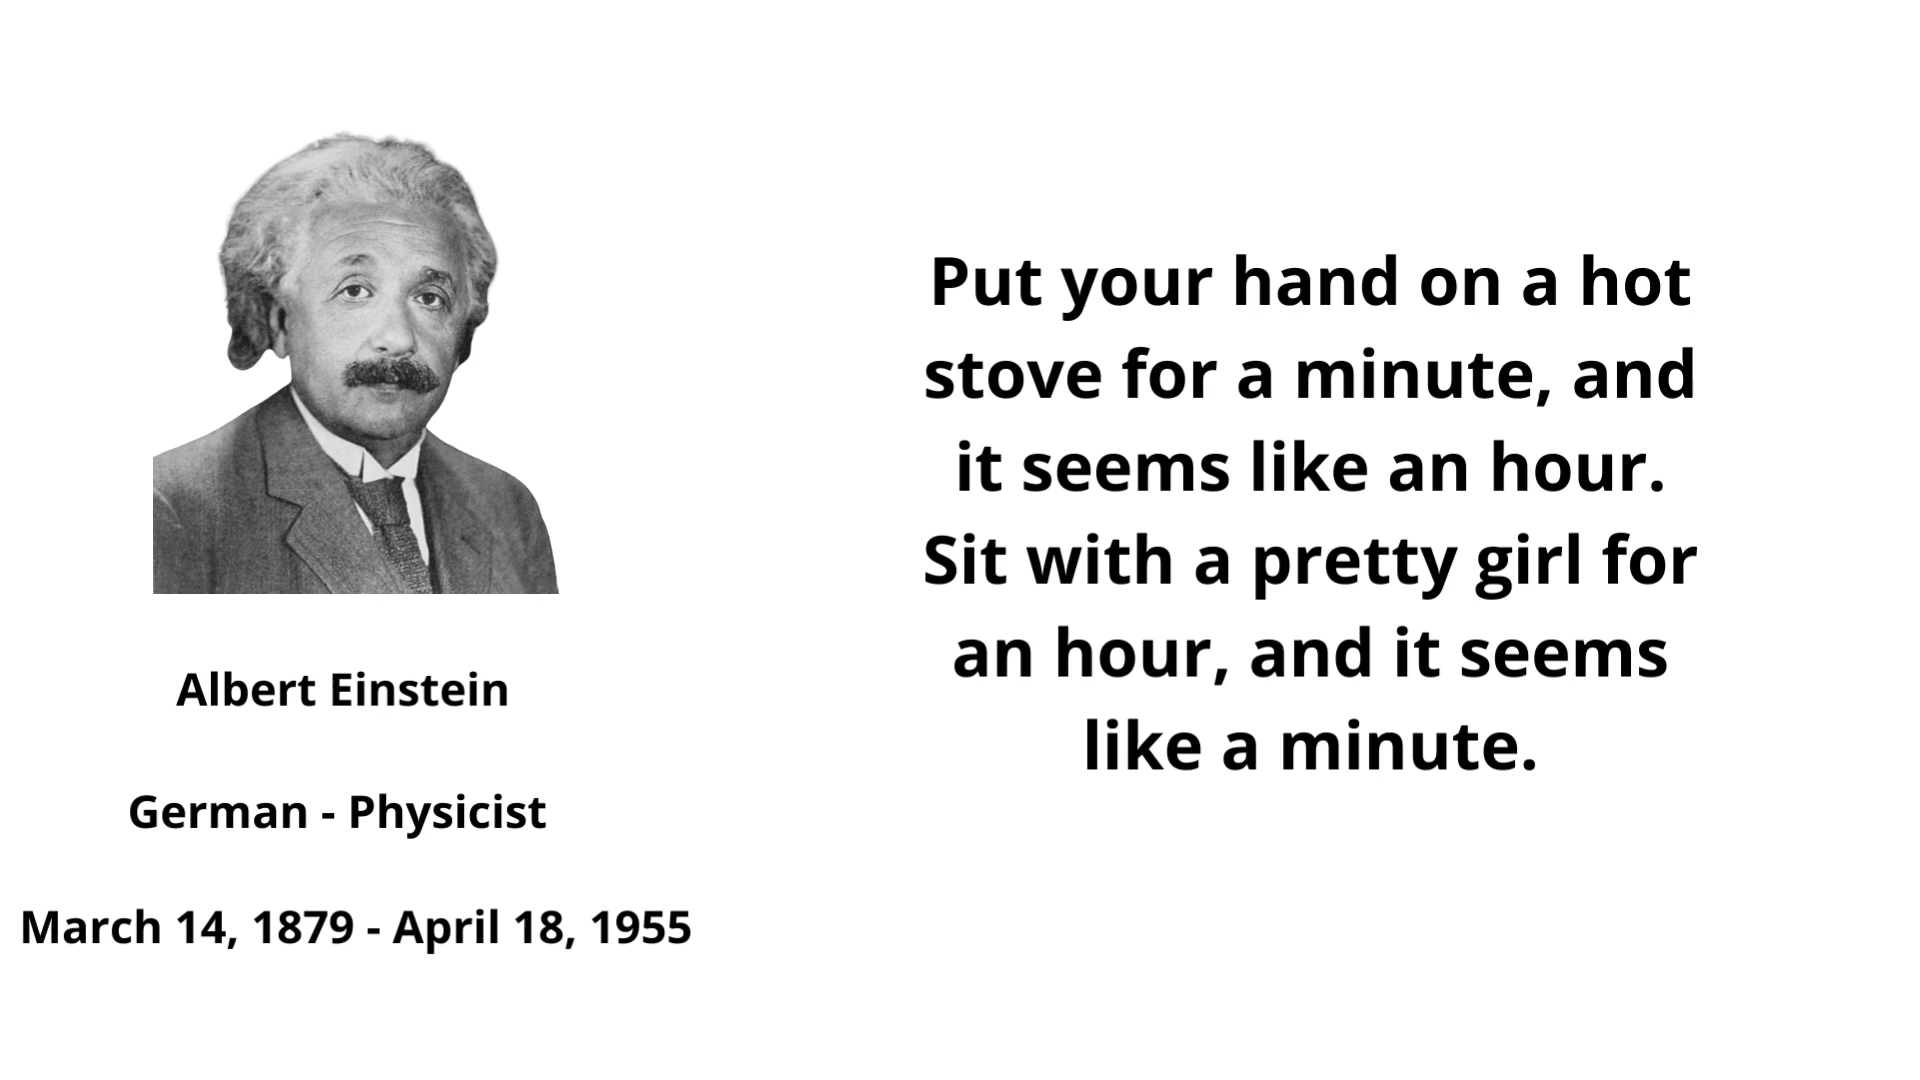 Albert Einstein
German - Physicist
March 14, 1879 - April 18, 1955
Put your hand on a hot
stove for a minute, and
it seems like an hour.
Sit with a pretty girl for
an hour, and it seems
like a minute.